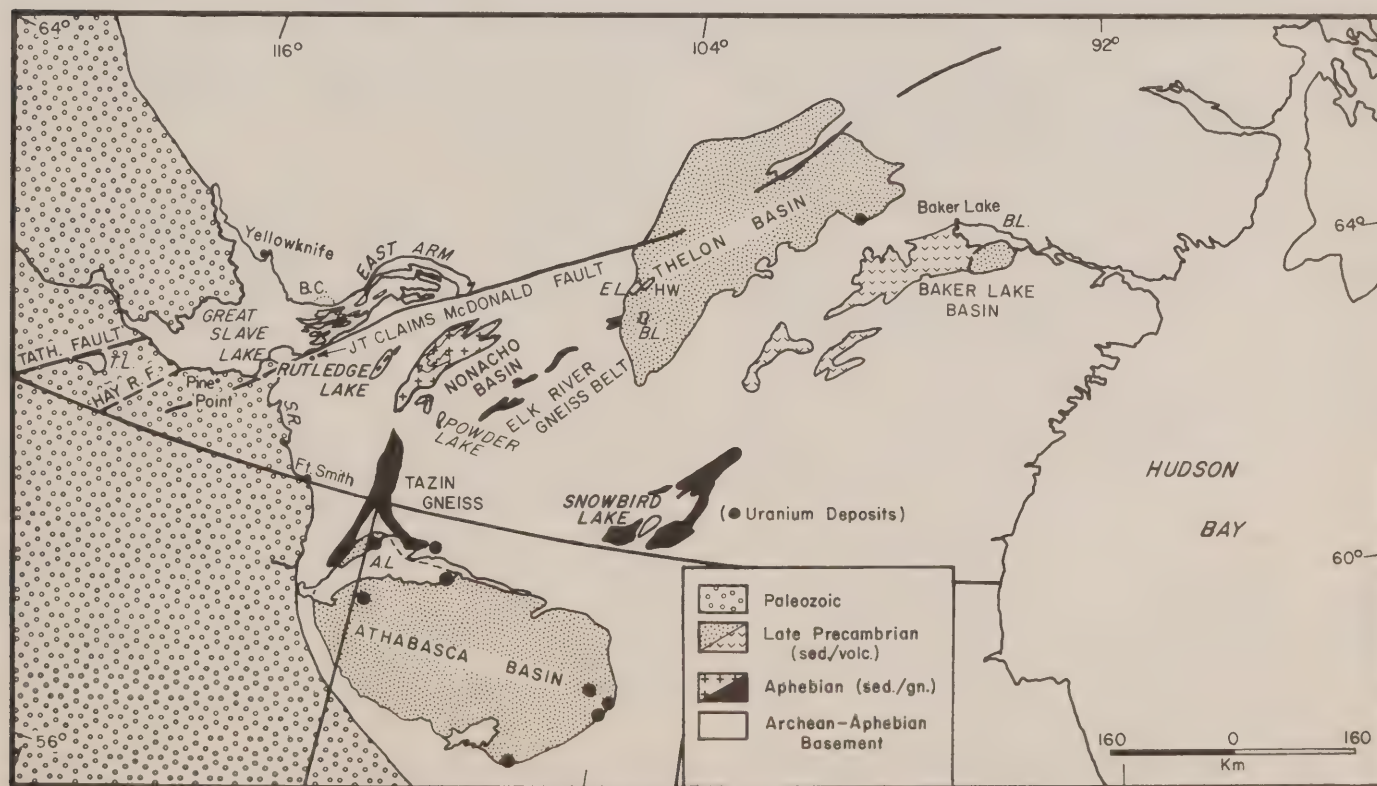 64°
116°
104°
92°
Yellowknife
EAST ARM
B.C.
GREAT
SLAVE
LAKE
TATH. FAULT
T.L.
HAY R. F.
Pine
Point
JT CLAIMS
McDONALD FAULT
RUTLEDGE
LAKE
NONACHO
BASIN
POWDER
LAKE
ELK RIVER
GNEISS BELT
THELON BASIN
E.L.
HW
BL.
Baker Lake
B.L.
BAKER LAKE
BASIN
64°
S.R.
Ft. Smith
TAZIN
GNEISS
SNOWBIRD
LAKE
(● Uranium Deposits)
HUDSON
BAY
60°
A.L.
ATHABASCA BASIN
56°
Paleozoic
Late Precambrian
(sed./volc.)
Aphebian (sed./gn.)
Archean-Aphebian
Basement
160 0 160
Km